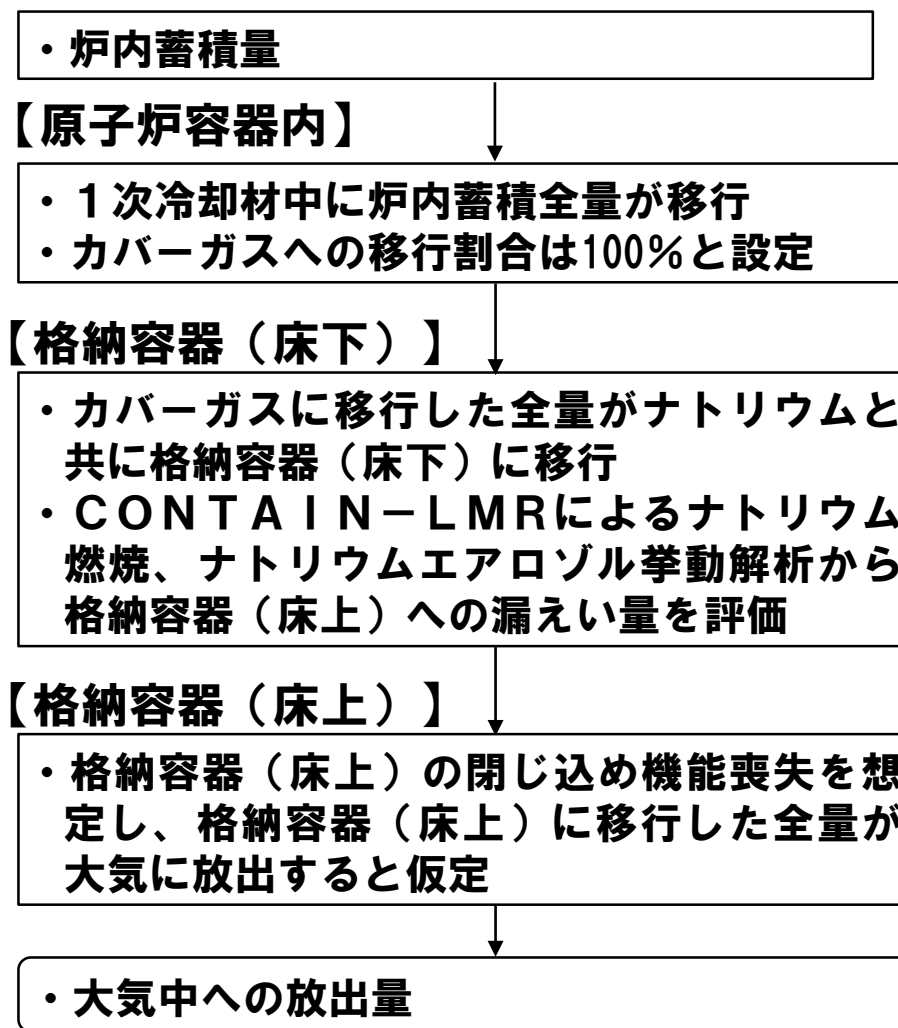 ・炉内蓄積量
【原子炉容器内】
・１次冷却材中に炉内蓄積全量が移行
・カバーガスへの移行割合は100％と設定
【格納容器（床下）】
・カバーガスに移行した全量がナトリウムと
共に格納容器（床下）に移行
・ＣＯＮＴＡＩＮ－ＬＭＲによるナトリウム
燃焼、ナトリウムエアロゾル挙動解析から
格納容器（床上）への漏えい量を評価
【格納容器（床上）】
・格納容器（床上）の閉じ込め機能喪失を想
定し、格納容器（床上）に移行した全量が
大気に放出すると仮定
・大気中への放出量